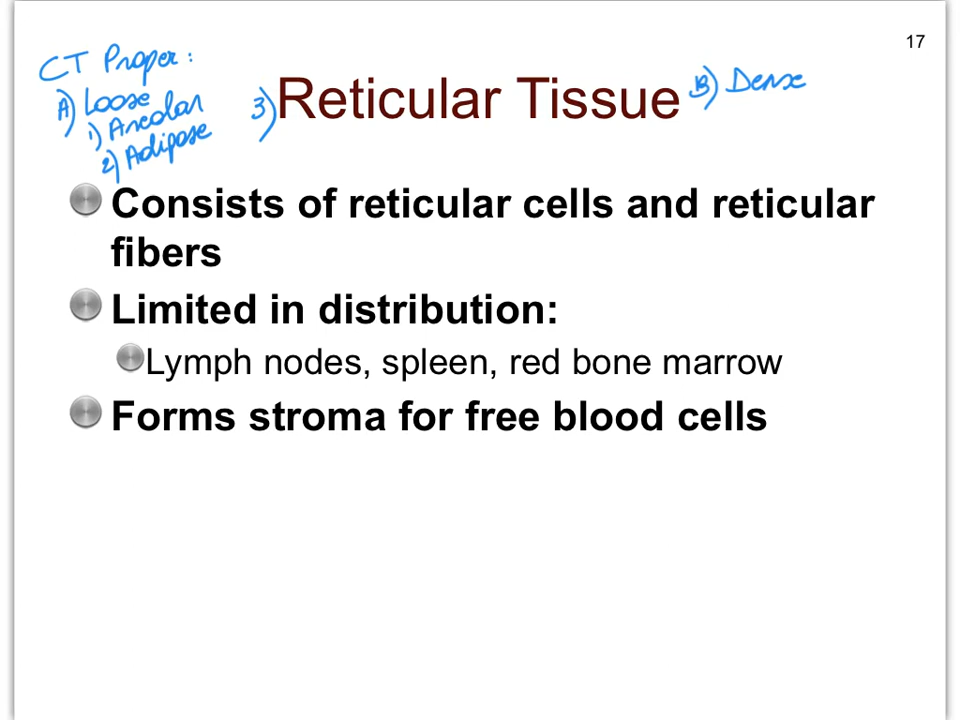 17
CT Proper:
A) Loose
1) Areolar
2) Adipose
3) Reticular Tissue
B) Dense
Consists of reticular cells and reticular
fibers
Limited in distribution:
Lymph nodes, spleen, red bone marrow
Forms stroma for free blood cells